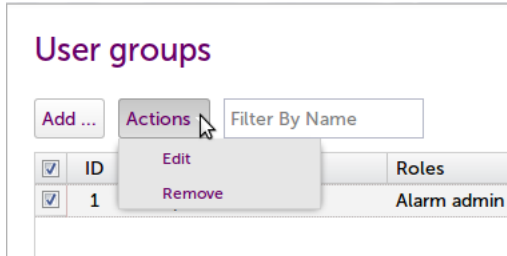 User groups
Add ... Actions Filter By Name
Edit
ID Roles
Remove
1 Alarm admin